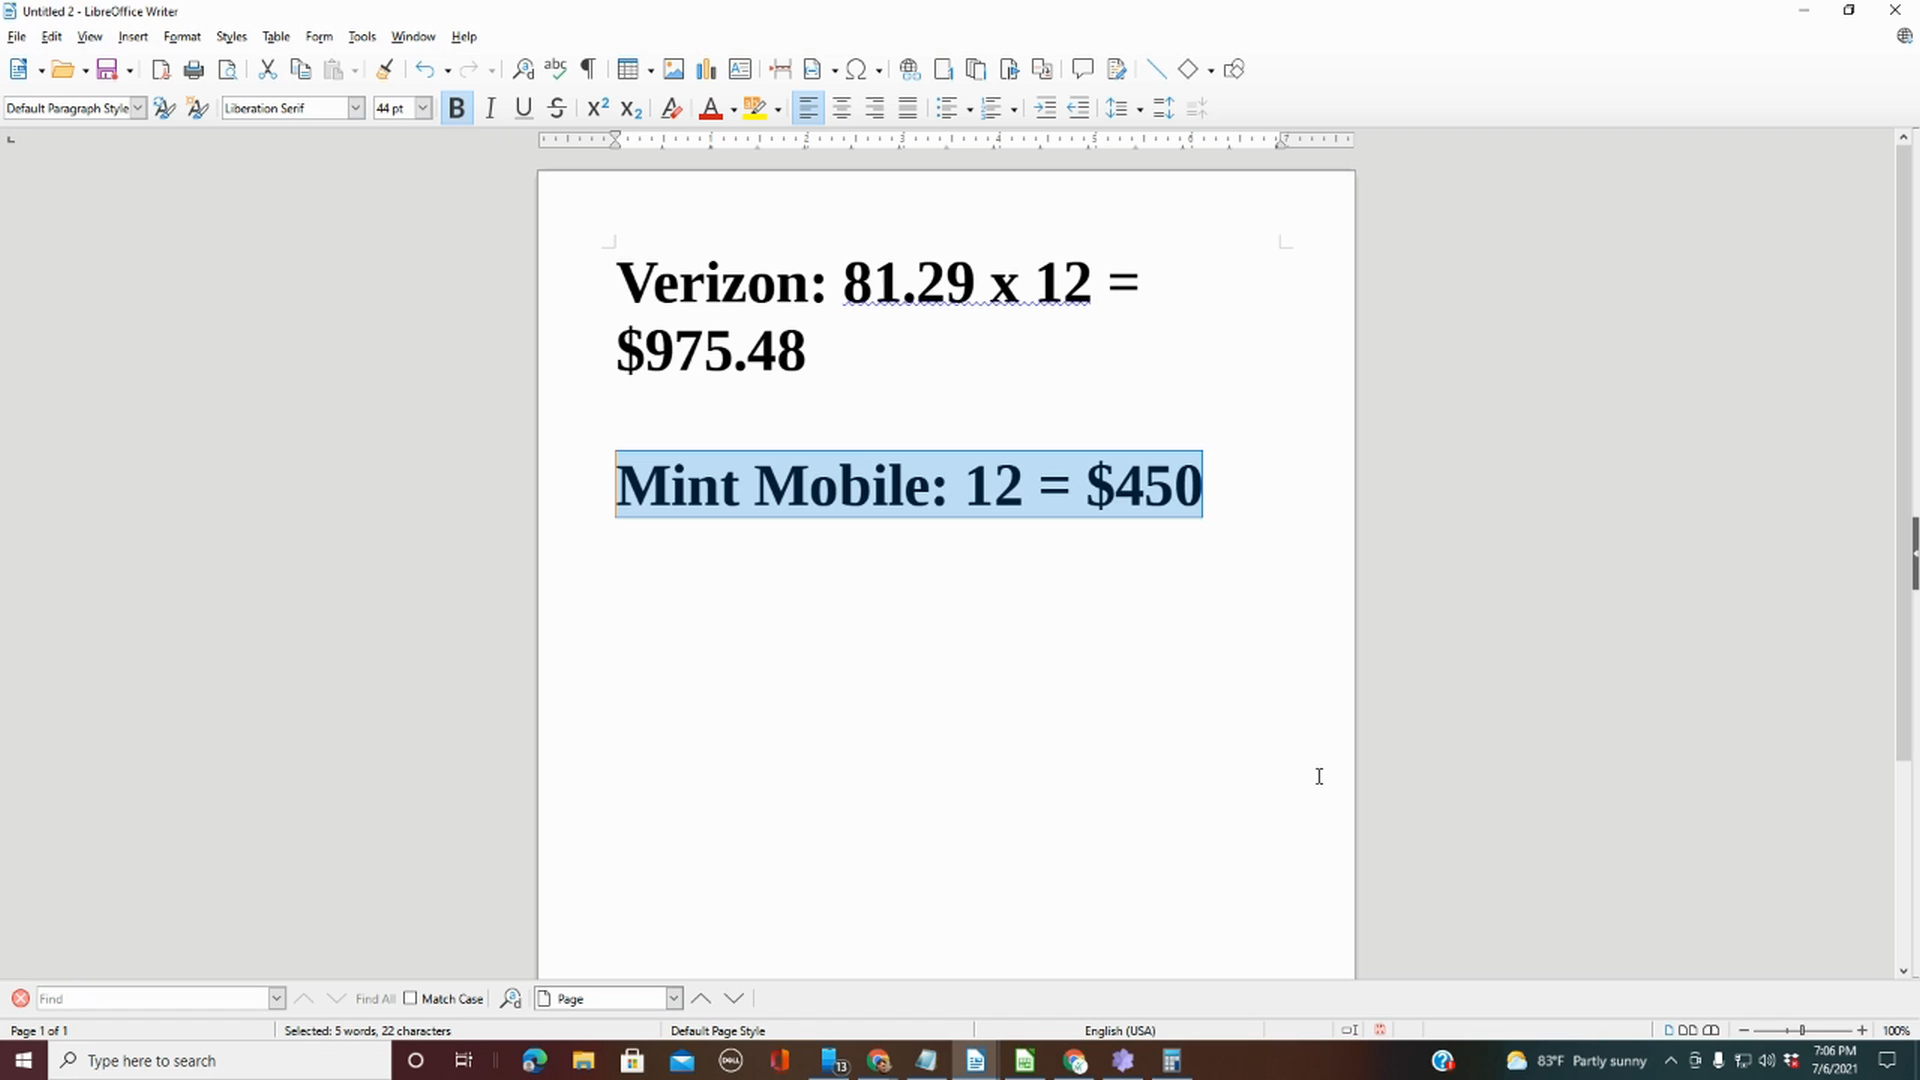 Untitled 2 - LibreOffice Writer
File Edit View Insert Format Styles Table Form Tools Window Help
Default Paragraph Style Liberation Serif 44 pt
Verizon: 81.29 x 12 =
$975.48
Mint Mobile: 12 = $450
Find Find All Match Case Page
Page 1 of 1 Selected: 5 words, 22 characters Default Page Style English (USA) 100%
Type here to search DELL 13 83°F Partly sunny 7:06 PM
7/6/2021